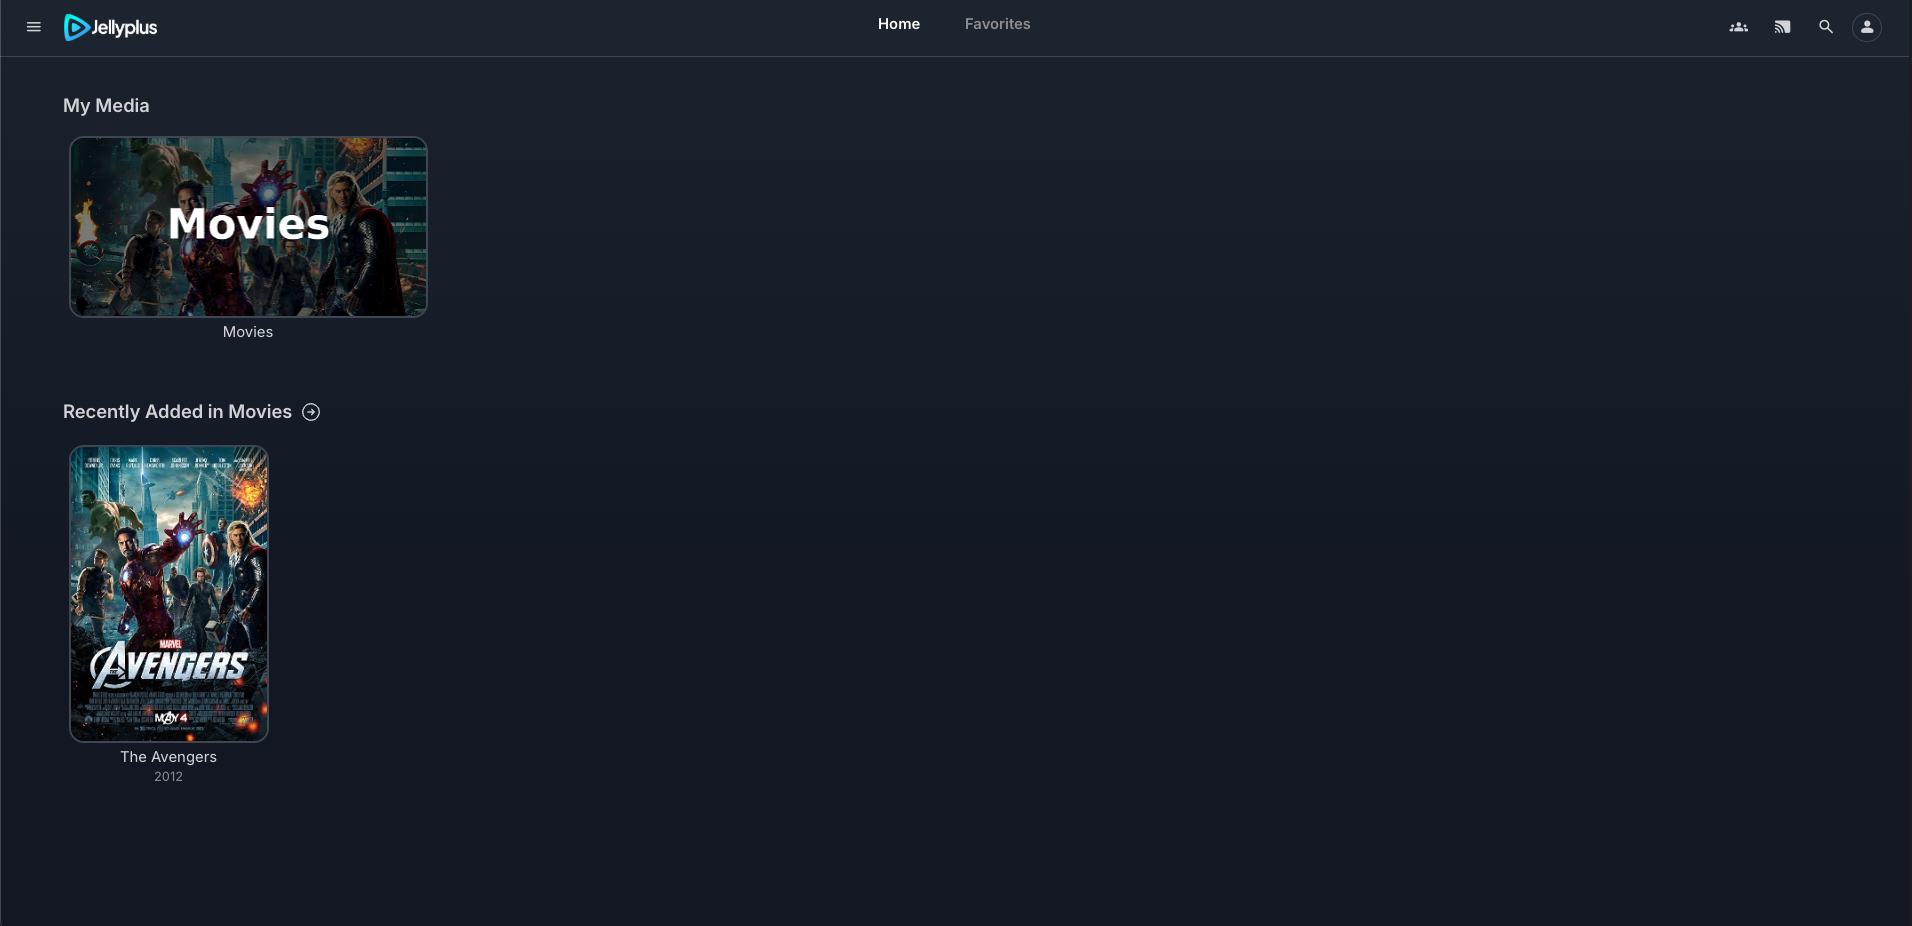 Jellyplus
Home
Favorites
My Media
Movies
Movies
Recently Added in Movies
MARVEL
AVENGERS
MAY 4
The Avengers
2012